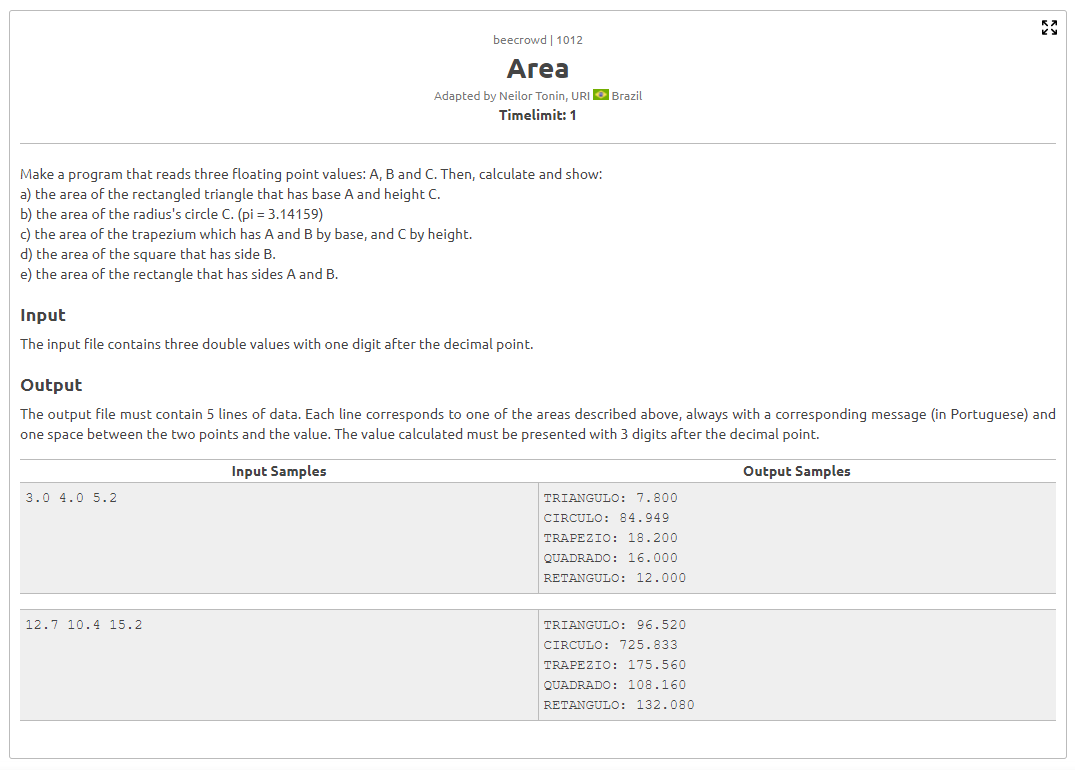 beecrowd | 1012
Area
Adapted by Neilor Tonin, URI Brazil
Timelimit: 1
Make a program that reads three floating point values: A, B and C. Then, calculate and show:
a) the area of the rectangled triangle that has base A and height C.
b) the area of the radius's circle C. (pi = 3.14159)
c) the area of the trapezium which has A and B by base, and C by height.
d) the area of the square that has side B.
e) the area of the rectangle that has sides A and B.
Input
The input file contains three double values with one digit after the decimal point.
Output
The output file must contain 5 lines of data. Each line corresponds to one of the areas described above, always with a corresponding message (in Portuguese) and
one space between the two points and the value. The value calculated must be presented with 3 digits after the decimal point.
Input Samples
Output Samples
3.0 4.0 5.2
TRIANGULO: 7.800
CIRCULO: 84.949
TRAPEZIO: 18.200
QUADRADO: 16.000
RETANGULO: 12.000
12.7 10.4 15.2
TRIANGULO: 96.520
CIRCULO: 725.833
TRAPEZIO: 175.560
QUADRADO: 108.160
RETANGULO: 132.080